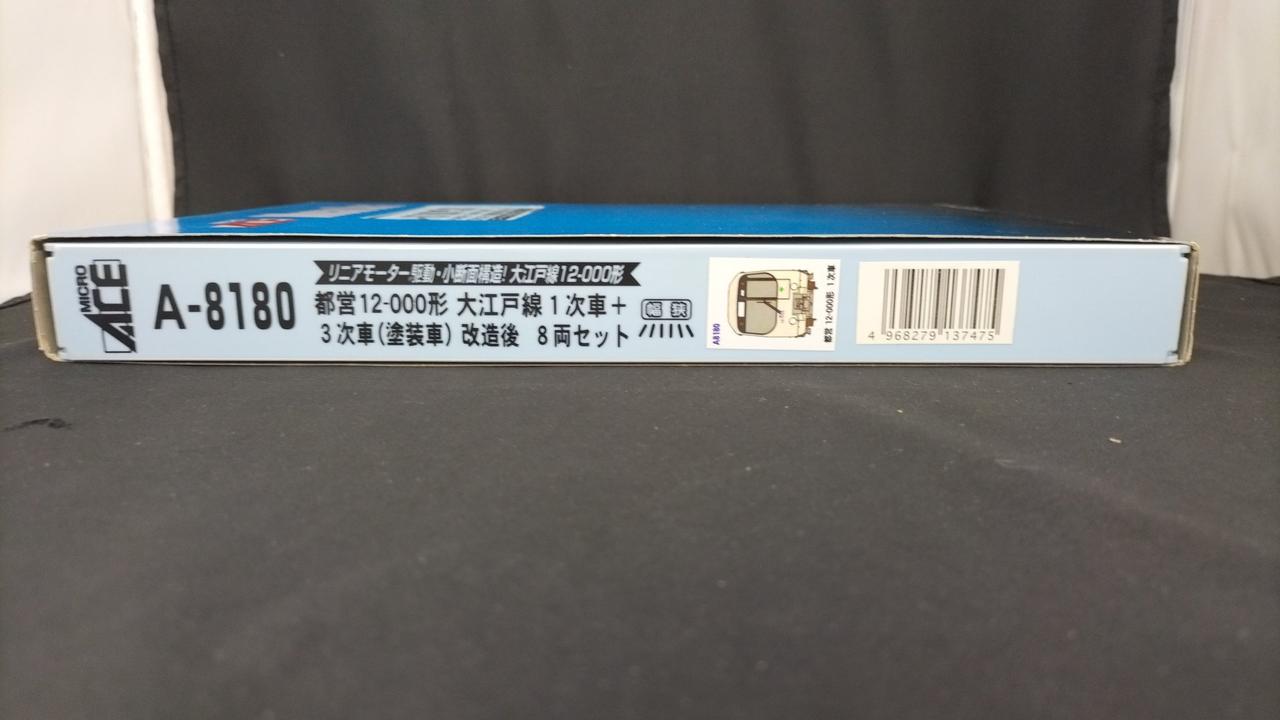 MICRO
ACE
A-8180
リニアモーター駆動・小断面構造! 大江戸線12-000形
都営12-000形 大江戸線1次車+
3次車(塗装車) 改造後 8両セット
幅狭
A8180
都営 12-000形 1次車
4 968279 137475